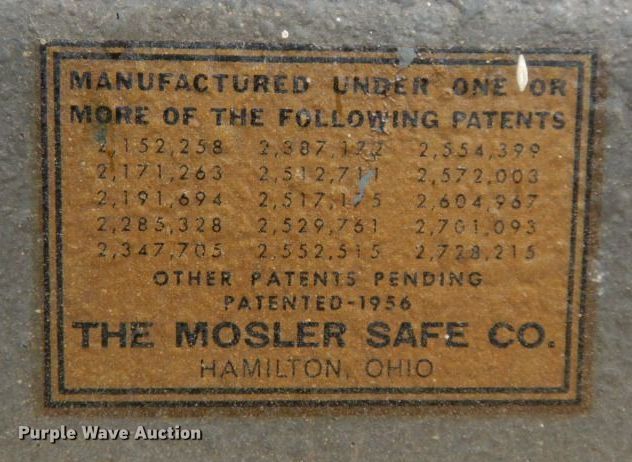 MANUFACTURED UNDER ONE OR
MORE OF THE FOLLOWING PATENTS
2,152,258 2,387,172 2,554,399
2,171,263 2,512,711 2,572,003
2,191,694 2,517,175 2,604,967
2,285,328 2,529,761 2,701,093
2,347,705 2,552,515 2,728,215
OTHER PATENTS PENDING
PATENTED-1956
THE MOSLER SAFE CO.
HAMILTON, OHIO
Purple Wave Auction